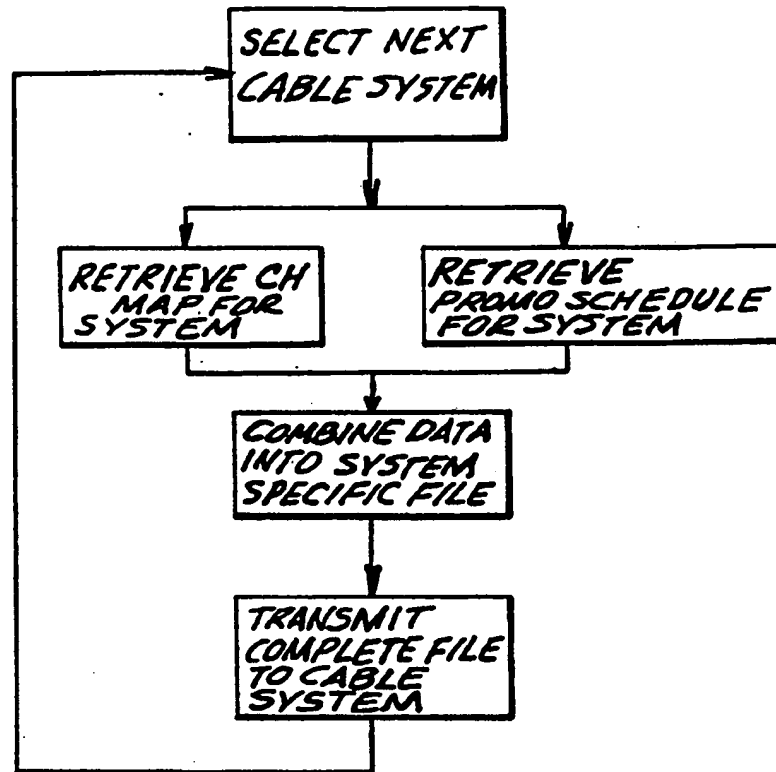 SELECT NEXT
CABLE SYSTEM
RETRIEVE CH
MAP FOR
SYSTEM
RETRIEVE
PROMO SCHEDULE
FOR SYSTEM
COMBINE DATA
INTO SYSTEM
SPECIFIC FILE
TRANSMIT
COMPLETE FILE
TO CABLE
SYSTEM